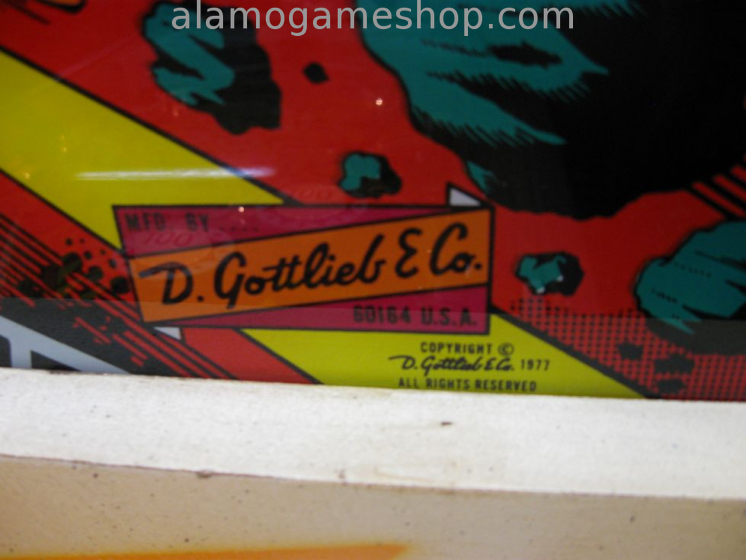 alamogameshop.com
MFD. BY
D. Gottlieb & Co.
60164 U.S.A.
COPYRIGHT ©
D. Gottlieb & Co. 1977
ALL RIGHTS RESERVED